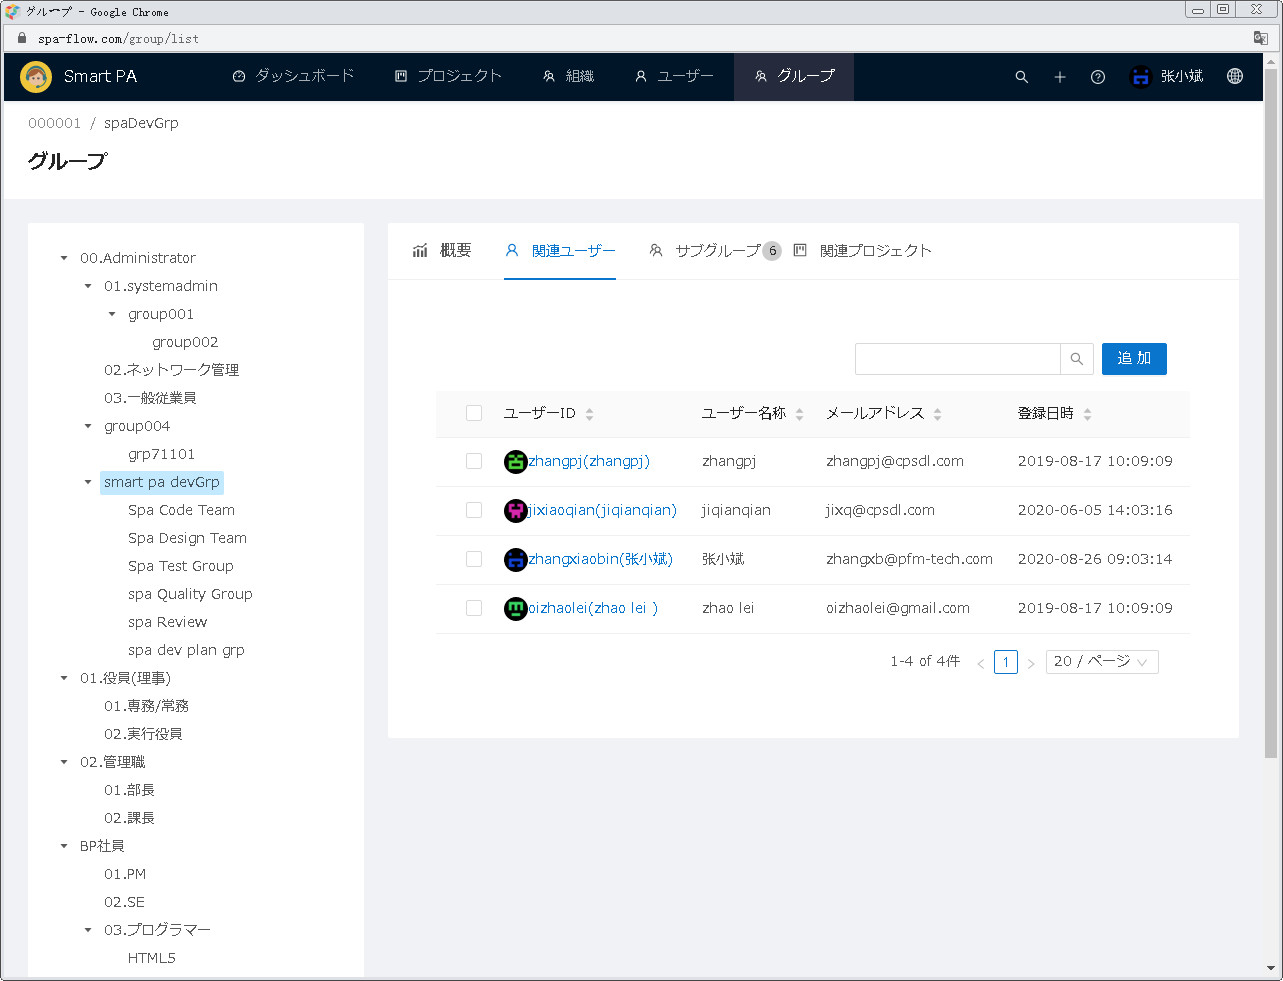 グループ - Google Chrome
spa-flow.com/group/list
Smart PA ダッシュボード プロジェクト 組織 ユーザー グループ 张小斌
000001 / spaDevGrp
グループ
00.Administrator
01.systemadmin
group001
group002
02.ネットワーク管理
03.一般従業員
group004
grp71101
smart pa devGrp
Spa Code Team
Spa Design Team
Spa Test Group
spa Quality Group
spa Review
spa dev plan grp
01.役員(理事)
01.専務/常務
02.実行役員
02.管理職
01.部長
02.課長
BP社員
01.PM
02.SE
03.プログラマー
HTML5
概要 関連ユーザー サブグループ 6 関連プロジェクト
追 加
ユーザーID ユーザー名称 メールアドレス 登録日時
zhangpj(zhangpj) zhangpj zhangpj@cpsdl.com 2019-08-17 10:09:09
jixiaoqian(jiqianqian) jiqianqian jixq@cpsdl.com 2020-06-05 14:03:16
zhangxiaobin(张小斌) 张小斌 zhangxb@pfm-tech.com 2020-08-26 09:03:14
oizhaolei(zhao lei ) zhao lei oizhaolei@gmail.com 2019-08-17 10:09:09
1-4 of 4件 < 1 > 20 / ページ